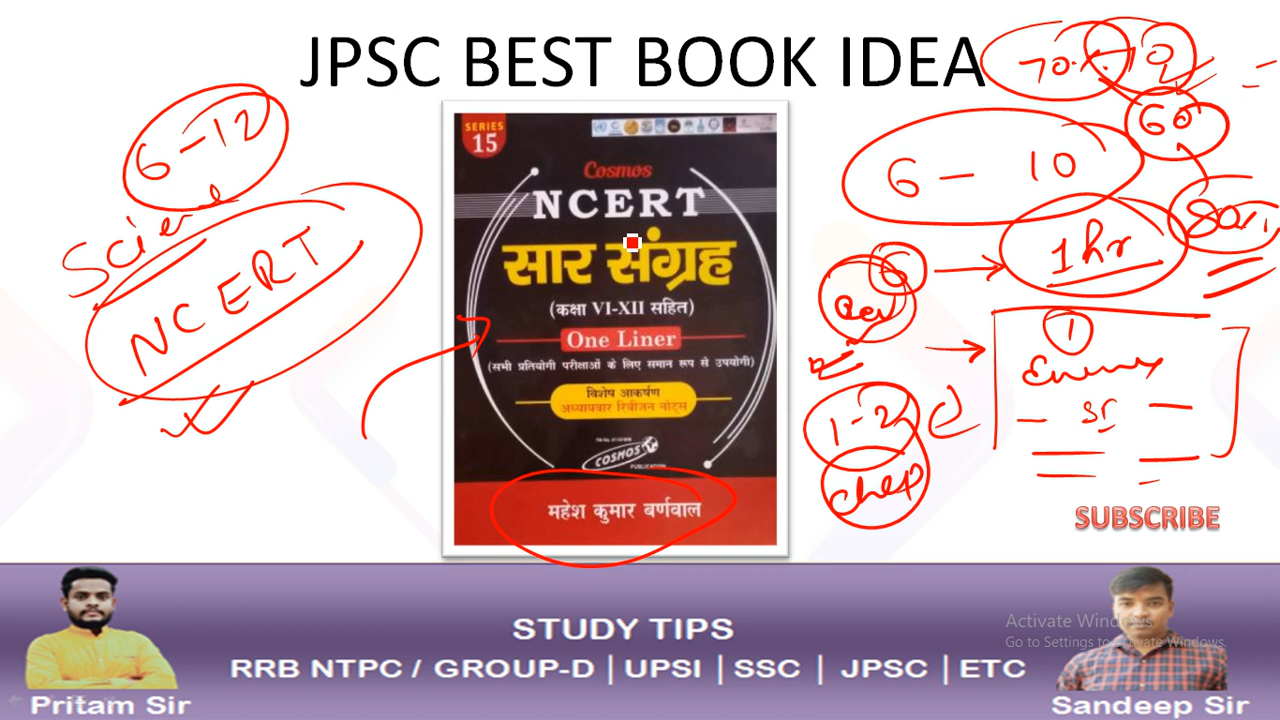 JPSC BEST BOOK IDEA
6-12
Science
NCERT
SERIES
15
Cosmos
NCERT
सार संग्रह
(कक्षा VI-XII सहित)
One Liner
(सभी प्रतियोगी परीक्षाओं के लिए समान रूप से उपयोगी)
विशेष आकर्षण
अध्यायवार रिवीजन नोट्स
COSMOS
PUBLICATION
महेश कुमार बर्णवाल
60
6 - 10
80%
1 hr
1
1-2
chap
SUBSCRIBE
STUDY TIPS
RRB NTPC / GROUP-D | UPSI | SSC | JPSC | ETC
Activate Windows
Go to Settings to activate Windows.
Pritam Sir
Sandeep Sir